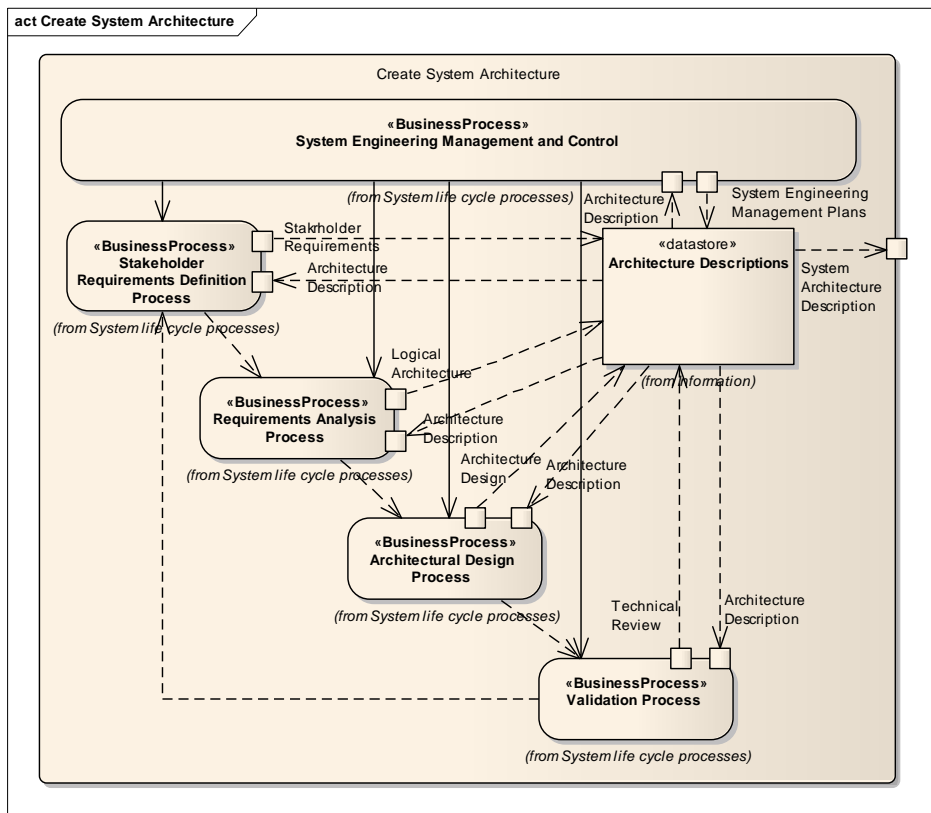 act Create System Architecture
Create System Architecture
«BusinessProcess»
System Engineering Management and Control
(from System life cycle processes)
Architecture
Description
System Engineering
Management Plans
«BusinessProcess»
Stakeholder
Requirements Definition
Process
(from System life cycle processes)
Stakrholder
Requirements
Architecture
Description
«datastore»
Architecture Descriptions
(from Information)
System
Architecture
Description
Logical
Architecture
«BusinessProcess»
Requirements Analysis
Process
(from System life cycle processes)
Architecture
Description
Architecture
Design
Architecture
Description
«BusinessProcess»
Architectural Design
Process
(from System life cycle processes)
Technical
Review
Architecture
Description
«BusinessProcess»
Validation Process
(from System life cycle processes)